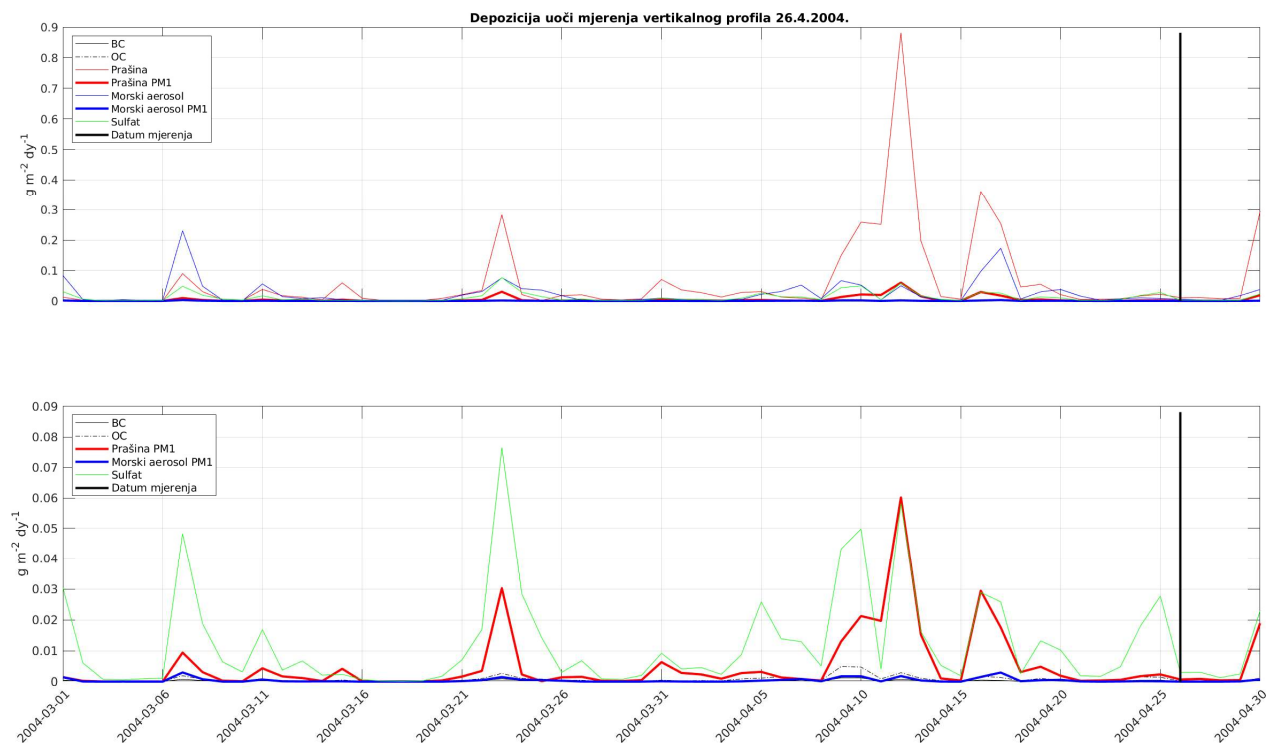 Depozicija uoči mjerenja vertikalnog profila 26.4.2004.
0.9
0.8
0.7
0.6
0.5
0.4
0.3
0.2
0.1
0
g m-2 dy-1
BC
OC
Prašina
Prašina PM1
Morski aerosol
Morski aerosol PM1
Sulfat
Datum mjerenja
0.09
0.08
0.07
0.06
0.05
0.04
0.03
0.02
0.01
0
g m-2 dy-1
BC
OC
Prašina PM1
Morski aerosol PM1
Sulfat
Datum mjerenja
2004-03-01
2004-03-06
2004-03-11
2004-03-16
2004-03-21
2004-03-26
2004-03-31
2004-04-05
2004-04-10
2004-04-15
2004-04-20
2004-04-25
2004-04-30